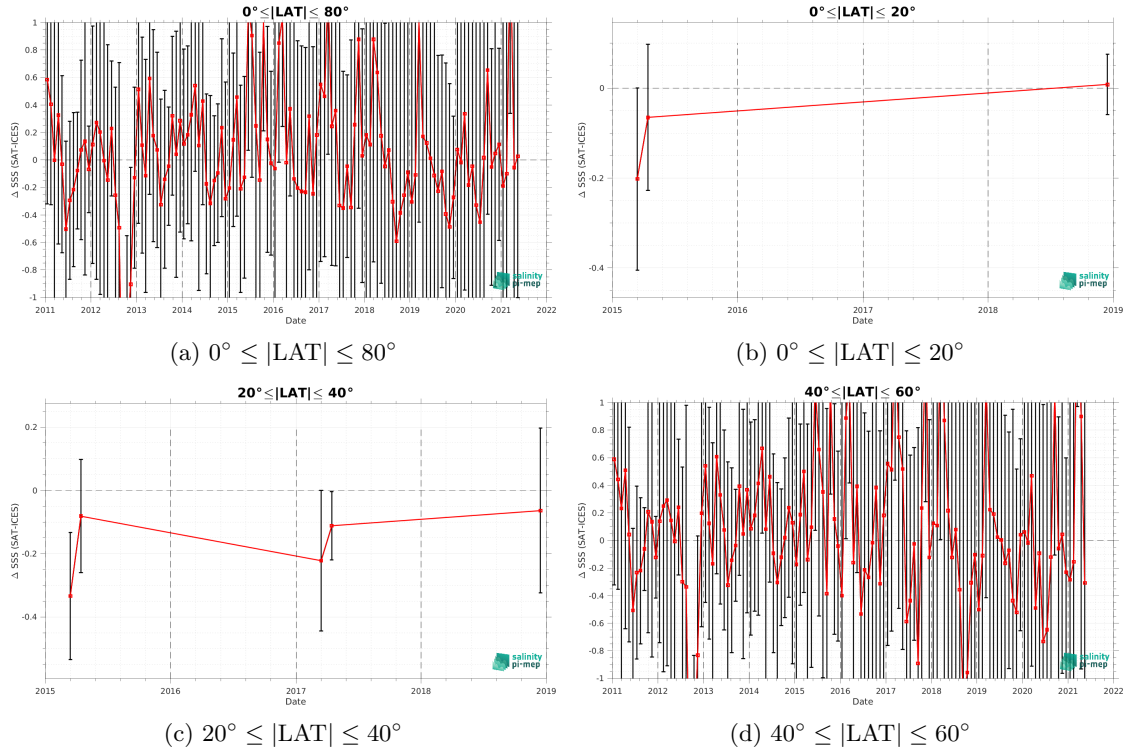 0°≤|LAT|≤ 80°
Δ SSS (SAT-ICES)
1
0.8
0.6
0.4
0.2
0
-0.2
-0.4
-0.6
-0.8
-1
2011 2012 2013 2014 2015 2016 2017 2018 2019 2020 2021 2022
Date
salinity
pi-mep
(a) 0° ≤ |LAT| ≤ 80°
0°≤|LAT|≤ 20°
Δ SSS (SAT-ICES)
0
-0.2
-0.4
2015 2016 2017 2018 2019
Date
salinity
pi-mep
(b) 0° ≤ |LAT| ≤ 20°
20°≤|LAT|≤ 40°
Δ SSS (SAT-ICES)
0.2
0
-0.2
-0.4
2015 2016 2017 2018 2019
Date
salinity
pi-mep
(c) 20° ≤ |LAT| ≤ 40°
40°≤|LAT|≤ 60°
Δ SSS (SAT-ICES)
1
0.8
0.6
0.4
0.2
0
-0.2
-0.4
-0.6
-0.8
-1
2011 2012 2013 2014 2015 2016 2017 2018 2019 2020 2021 2022
Date
salinity
pi-mep
(d) 40° ≤ |LAT| ≤ 60°